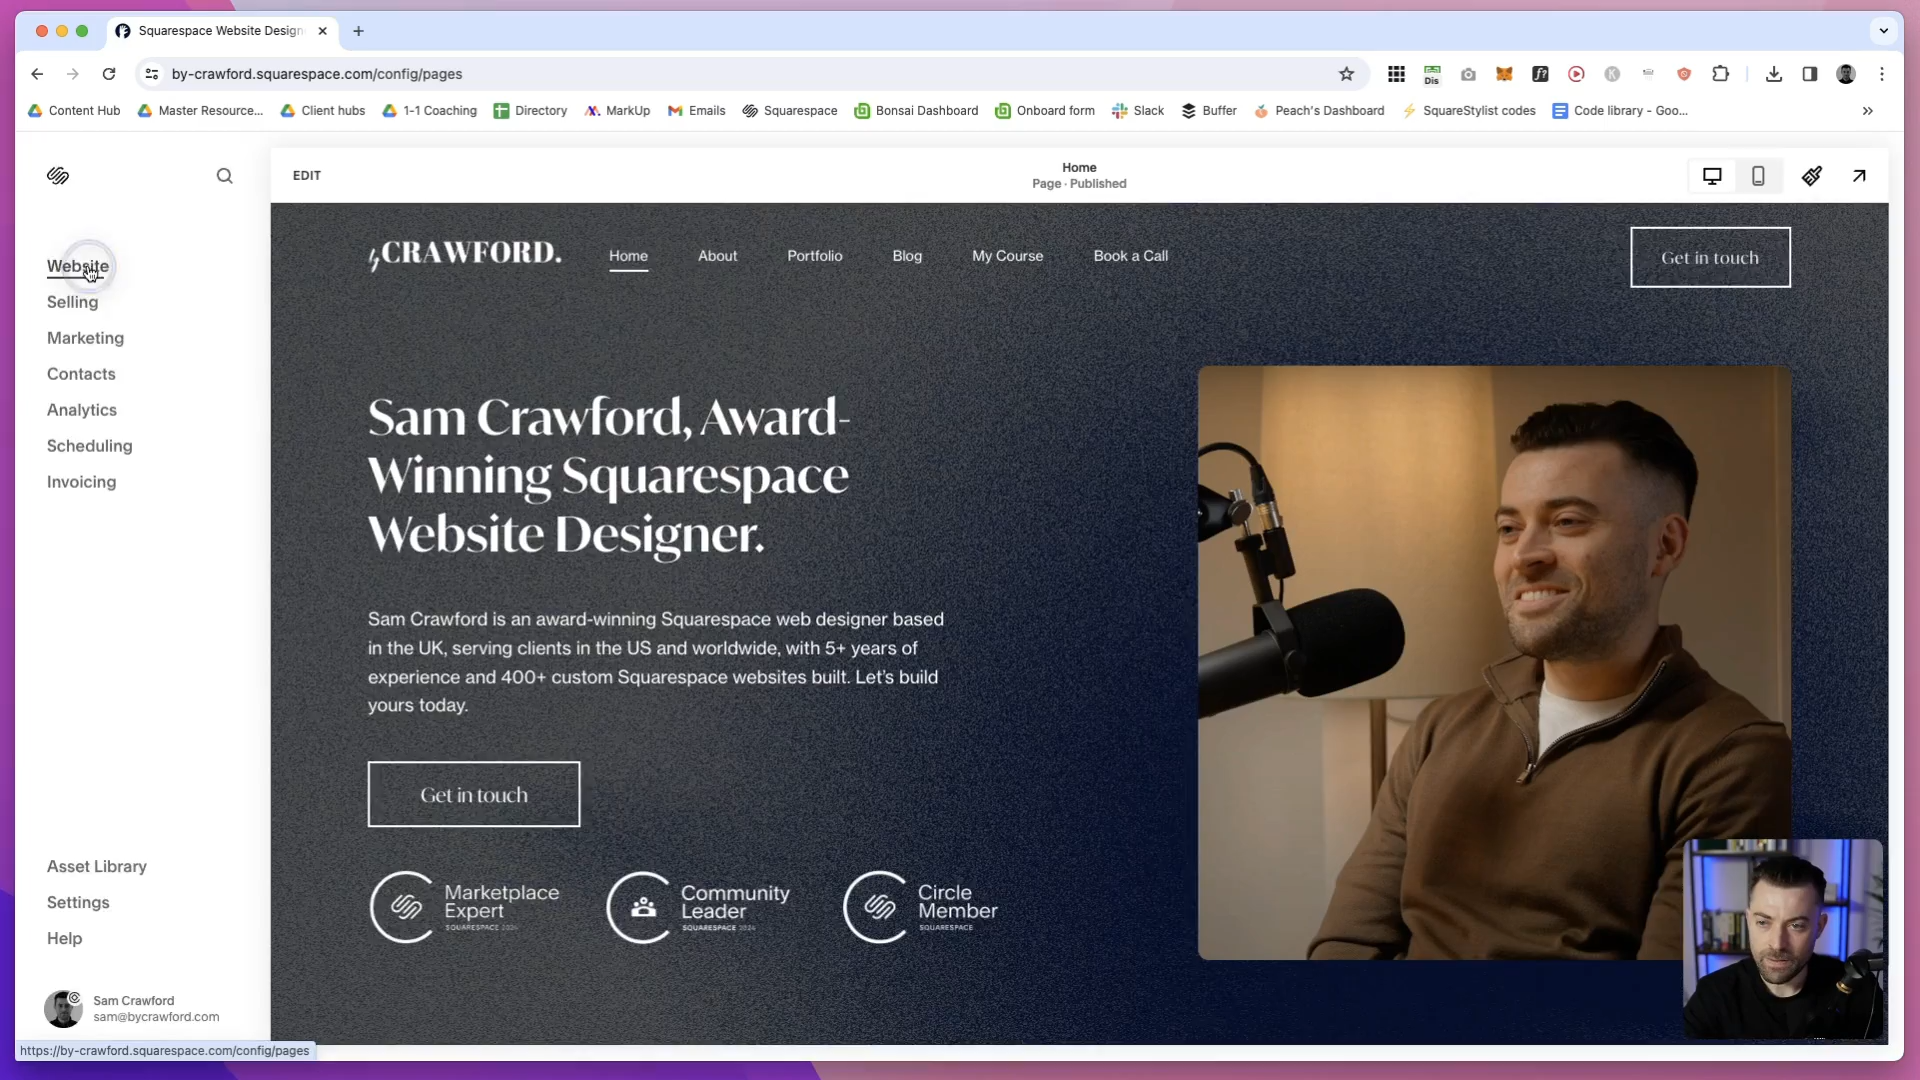 Squarespace Website Design
by-crawford.squarespace.com/config/pages
Dis
f?
K
Content Hub
Master Resource...
Client hubs
1-1 Coaching
Directory
MarkUp
Emails
Squarespace
Bonsai Dashboard
Onboard form
Slack
Buffer
Peach's Dashboard
SquareStylist codes
Code library - Goo...
EDIT
Home
Page · Published
Website
Selling
Marketing
Contacts
Analytics
Scheduling
Invoicing
Asset Library
Settings
Help
Sam Crawford
sam@bycrawford.com
https://by-crawford.squarespace.com/config/pages
by CRAWFORD.
Home
About
Portfolio
Blog
My Course
Book a Call
Get in touch
Sam Crawford, Award-
Winning Squarespace
Website Designer.
Sam Crawford is an award-winning Squarespace web designer based
in the UK, serving clients in the US and worldwide, with 5+ years of
experience and 400+ custom Squarespace websites built. Let's build
yours today.
Get in touch
Marketplace
Expert
SQUARESPACE 2024
Community
Leader
SQUARESPACE 2024
Circle
Member
SQUARESPACE